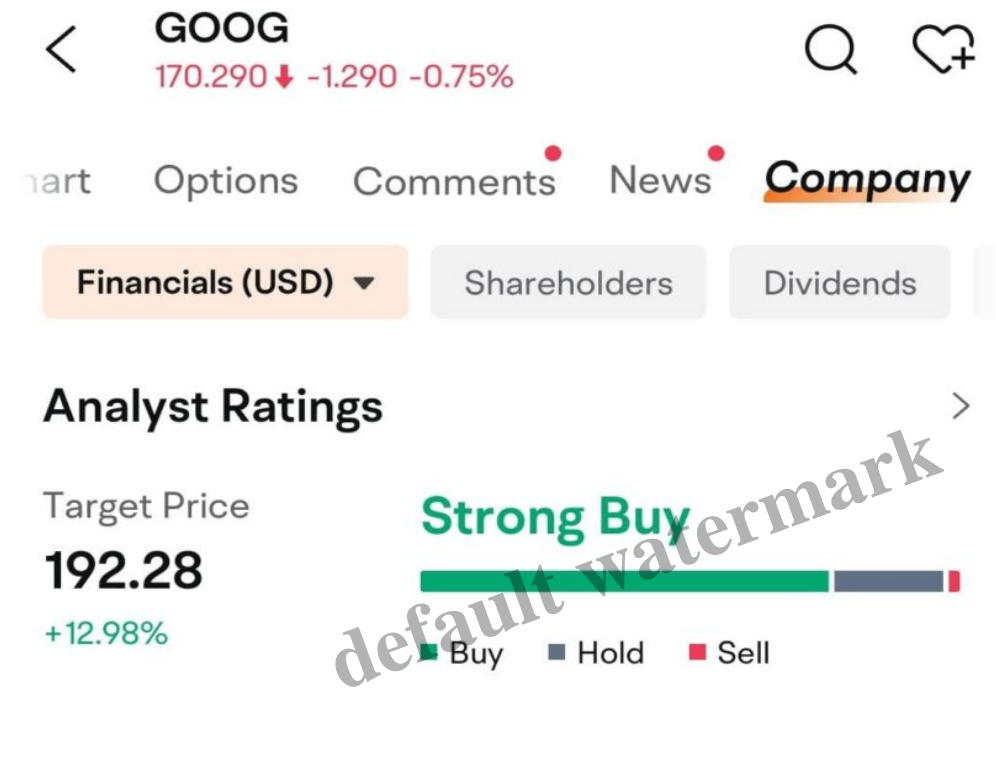 GOOG
170.290 -1.290 -0.75%
Options Comments News Company
Financials (USD) Shareholders Dividends
Analyst Ratings
Target Price
192.28
+12.98%
Strong Buy
Buy Hold Sell
default watermark